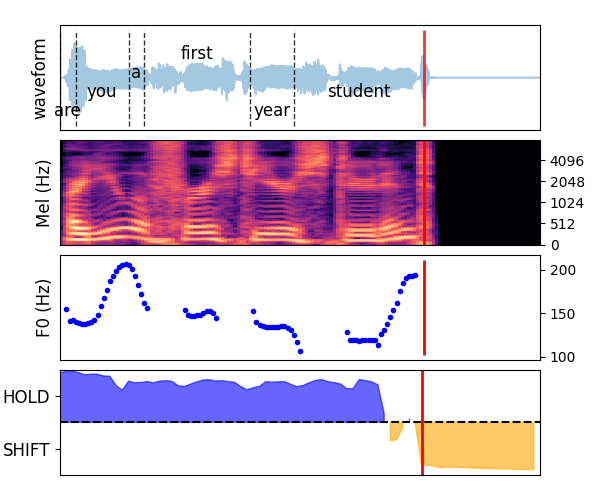 waveform
are
you
a
first
year
student
Mel (Hz)
4096
2048
1024
512
0
F0 (Hz)
200
150
100
HOLD
SHIFT